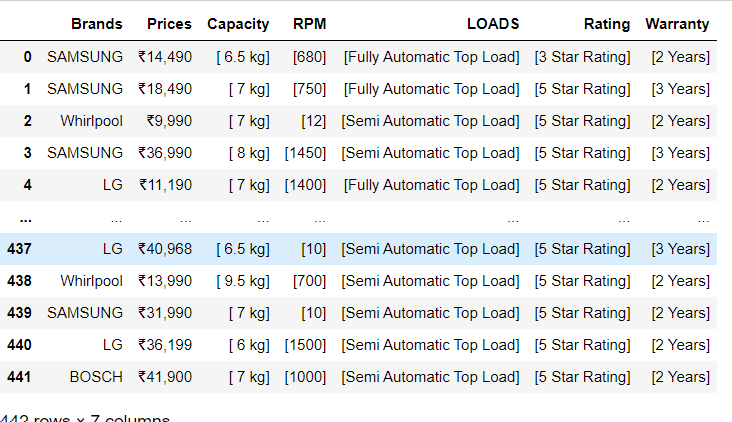 Brands Prices Capacity RPM LOADS Rating Warranty
0 SAMSUNG ₹14,490 [ 6.5 kg] [680] [Fully Automatic Top Load] [3 Star Rating] [2 Years]
1 SAMSUNG ₹18,490 [ 7 kg] [750] [Fully Automatic Top Load] [5 Star Rating] [3 Years]
2 Whirlpool ₹9,990 [ 7 kg] [12] [Semi Automatic Top Load] [5 Star Rating] [2 Years]
3 SAMSUNG ₹36,990 [ 8 kg] [1450] [Semi Automatic Top Load] [5 Star Rating] [3 Years]
4 LG ₹11,190 [ 7 kg] [1400] [Fully Automatic Top Load] [5 Star Rating] [2 Years]
... ... ... ... ... ... ... ...
437 LG ₹40,968 [ 6.5 kg] [10] [Semi Automatic Top Load] [5 Star Rating] [3 Years]
438 Whirlpool ₹13,990 [ 9.5 kg] [700] [Semi Automatic Top Load] [5 Star Rating] [2 Years]
439 SAMSUNG ₹31,990 [ 7 kg] [10] [Semi Automatic Top Load] [5 Star Rating] [2 Years]
440 LG ₹36,199 [ 6 kg] [1500] [Semi Automatic Top Load] [5 Star Rating] [2 Years]
441 BOSCH ₹41,900 [ 7 kg] [1000] [Semi Automatic Top Load] [5 Star Rating] [2 Years]
442 rows × 7 columns